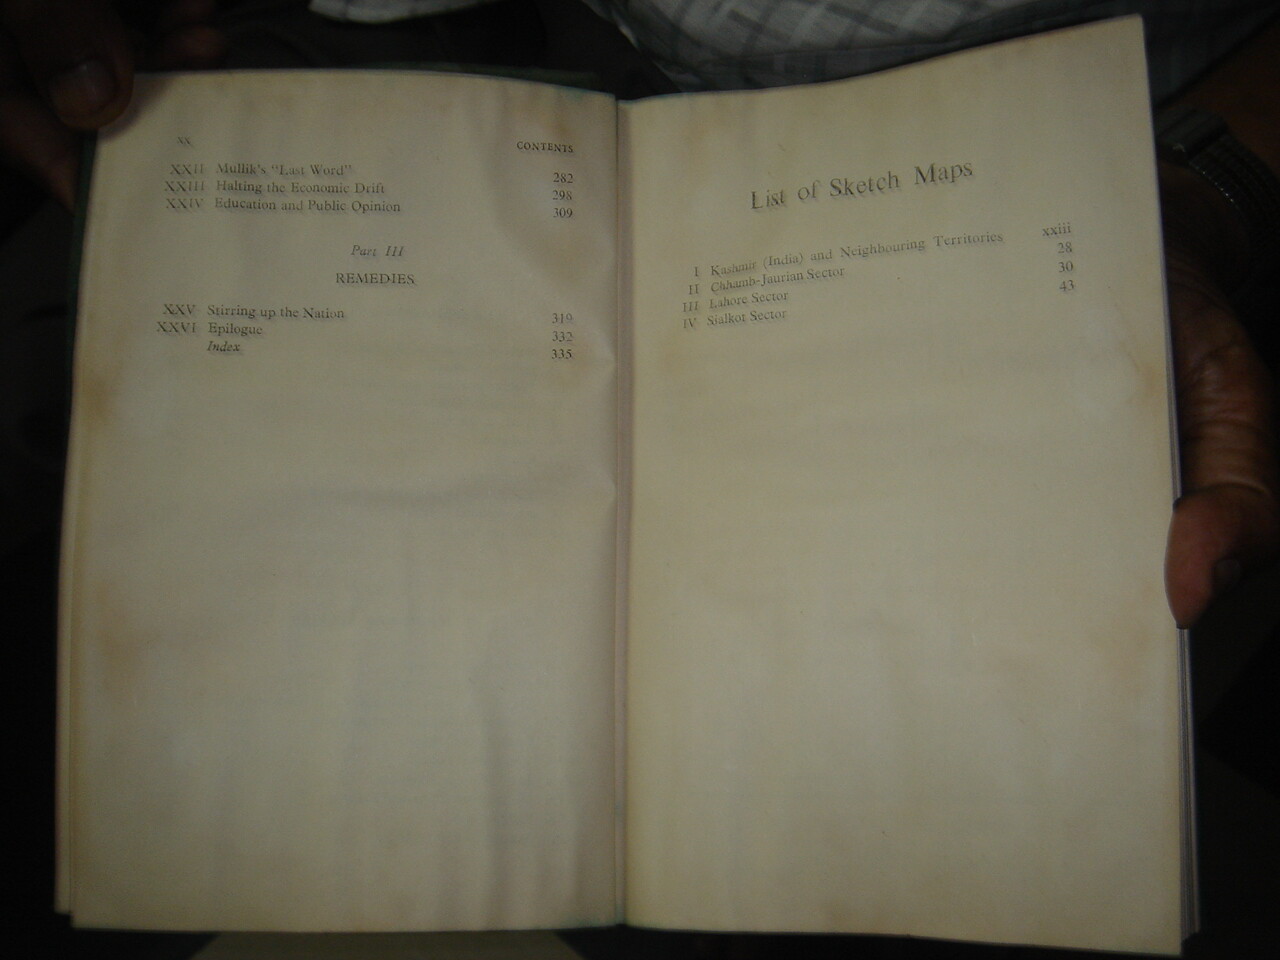 xx CONTENTS
XXII Mullik's "Last Word" 282
XXIII Halting the Economic Drift 298
XXIV Education and Public Opinion 309
Part III
REMEDIES
XXV Stirring up the Nation 319
XXVI Epilogue 332
Index 335
List of Sketch Maps
I Kashmir (India) and Neighbouring Territories xxiii
II Chhamb-Jaurian Sector 28
III Lahore Sector 30
IV Sialkot Sector 43